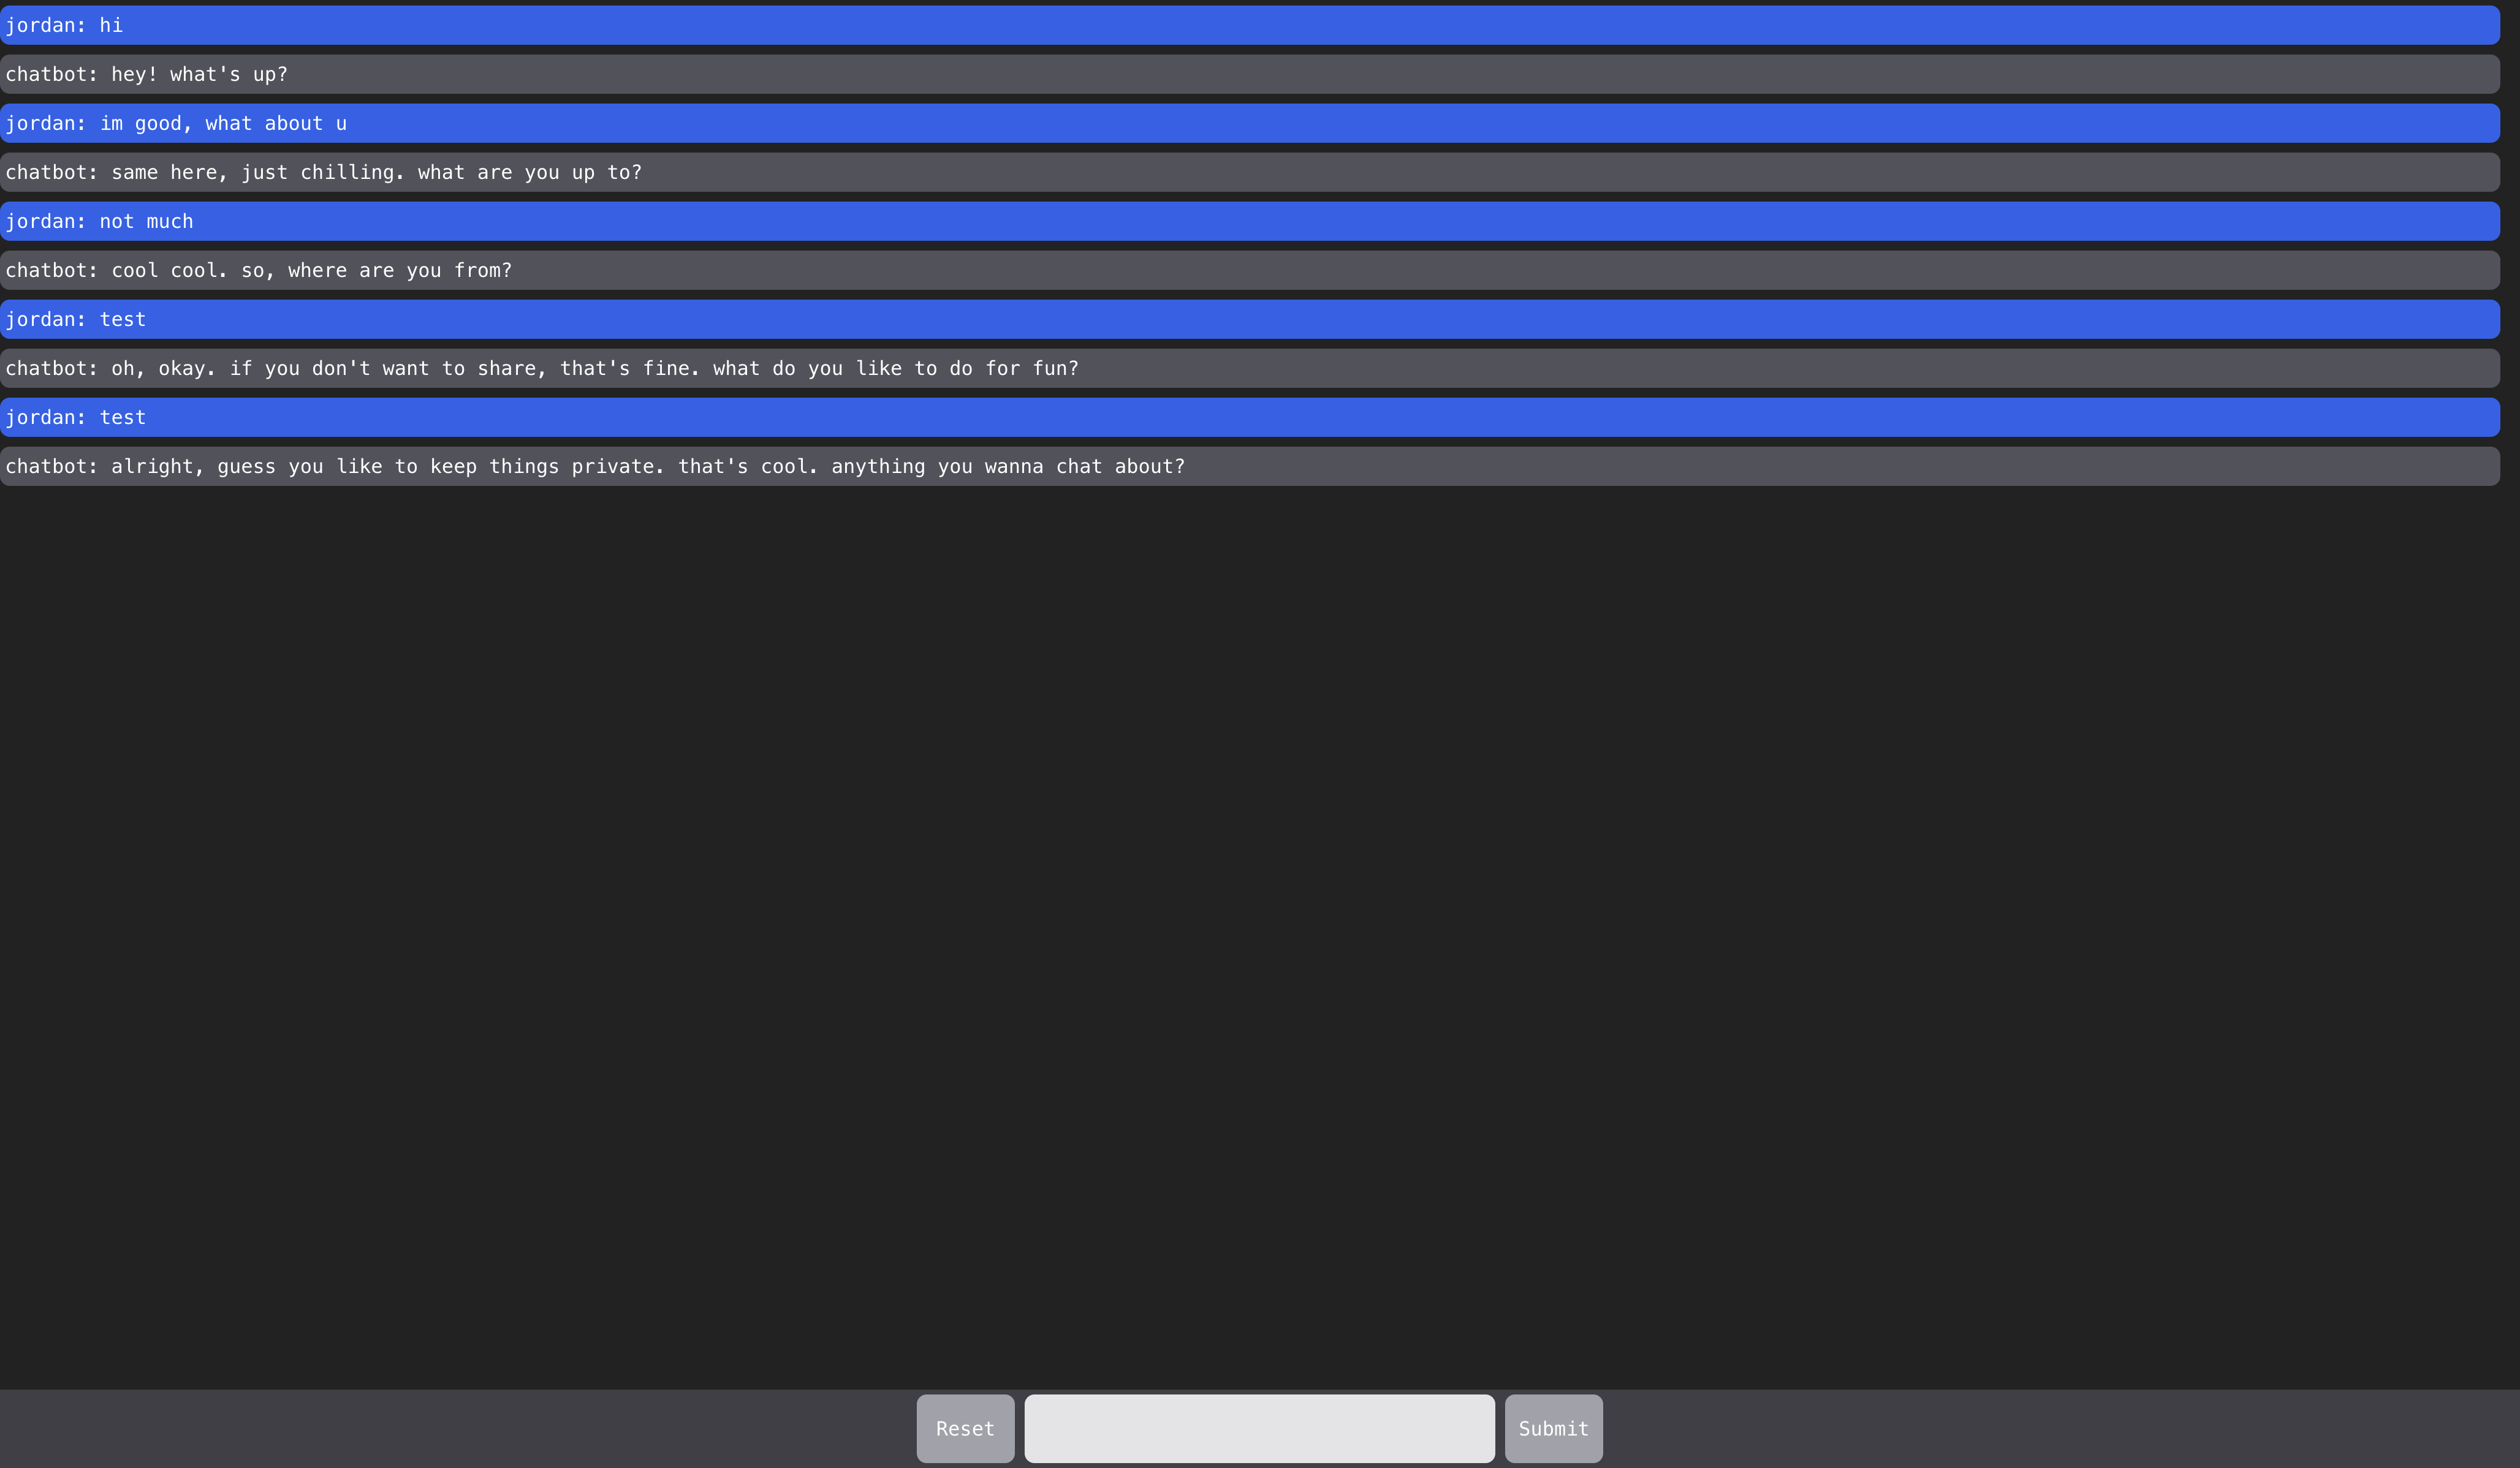 jordan: hi
chatbot: hey! what's up?
jordan: im good, what about u
chatbot: same here, just chilling. what are you up to?
jordan: not much
chatbot: cool cool. so, where are you from?
jordan: test
chatbot: oh, okay. if you don't want to share, that's fine. what do you like to do for fun?
jordan: test
chatbot: alright, guess you like to keep things private. that's cool. anything you wanna chat about?
Reset
Submit